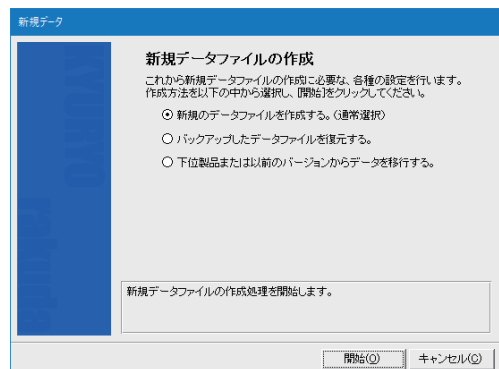 新規データ
新規データファイルの作成
これから新規データファイルの作成に必要な、各種の設定を行います。
作成方法を以下の中から選択し、[開始]をクリックしてください。
新規のデータファイルを作成する。(通常選択)
バックアップしたデータファイルを復元する。
下位製品または以前のバージョンからデータを移行する。
KYURYO
rakuda
新規データファイルの作成処理を開始します。
開始(O)
キャンセル(C)